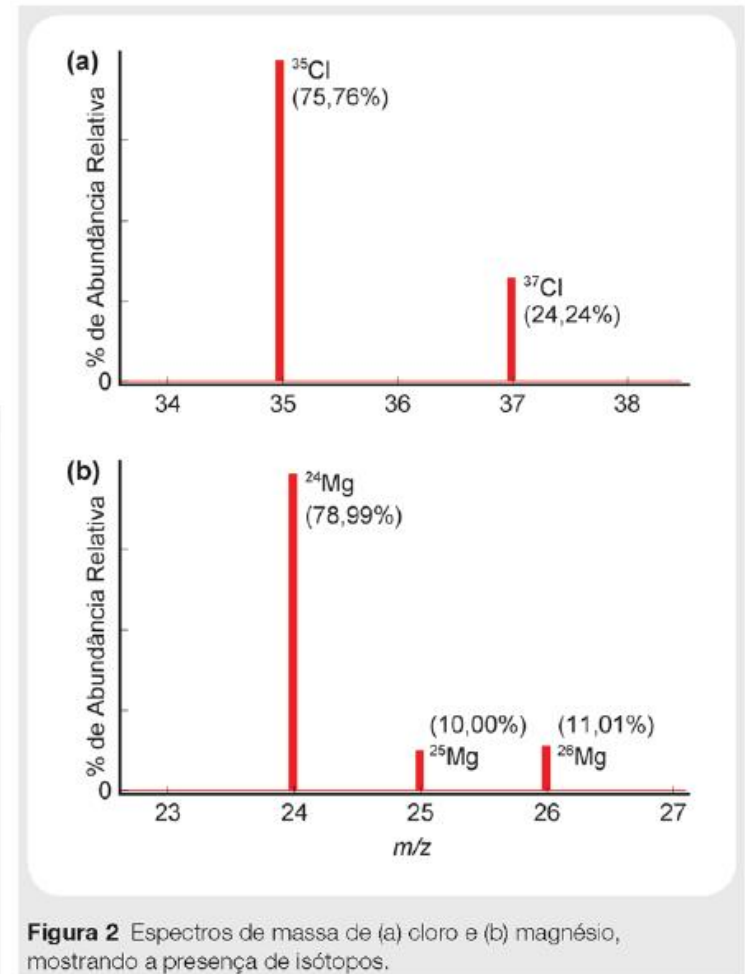 (a)
% de Abundância Relativa
³⁵Cl
(75,76%)
³⁷Cl
(24,24%)
0
34 35 36 37 38
(b)
% de Abundância Relativa
²⁴Mg
(78,99%)
(10,00%) (11,01%)
²⁵Mg ²⁶Mg
0
23 24 25 26 27
m/z
Figura 2 Espectros de massa de (a) cloro e (b) magnésio,
mostrando a presença de isótopos.